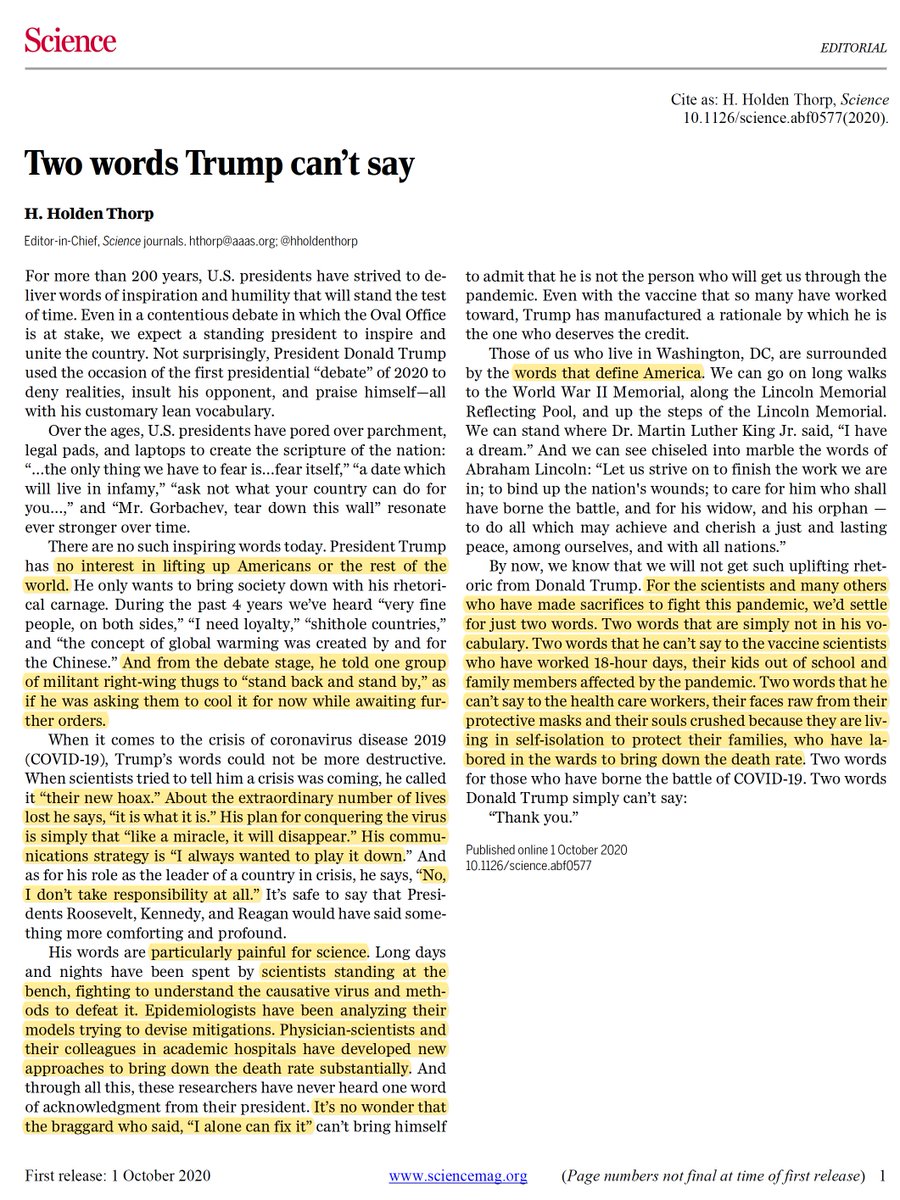 Science
EDITORIAL
Cite as: H. Holden Thorp, Science
10.1126/science.abf0577(2020).
Two words Trump can’t say
H. Holden Thorp
Editor-in-Chief, Science journals. hthorp@aaas.org; @hholdenthorp
For more than 200 years, U.S. presidents have strived to de-
liver words of inspiration and humility that will stand the test
of time. Even in a contentious debate in which the Oval Office
is at stake, we expect a standing president to inspire and
unite the country. Not surprisingly, President Donald Trump
used the occasion of the first presidential “debate” of 2020 to
deny realities, insult his opponent, and praise himself—all
with his customary lean vocabulary.
Over the ages, U.S. presidents have pored over parchment,
legal pads, and laptops to create the scripture of the nation:
“…the only thing we have to fear is…fear itself,” “a date which
will live in infamy,” “ask not what your country can do for
you…,” and “Mr. Gorbachev, tear down this wall” resonate
ever stronger over time.
There are no such inspiring words today. President Trump
has no interest in lifting up Americans or the rest of the
world. He only wants to bring society down with his rhetori-
cal carnage. During the past 4 years we’ve heard “very fine
people, on both sides,” “I need loyalty,” “shithole countries,”
and “the concept of global warming was created by and for
the Chinese.” And from the debate stage, he told one group
of militant right-wing thugs to “stand back and stand by,” as
if he was asking them to cool it for now while awaiting fur-
ther orders.
When it comes to the crisis of coronavirus disease 2019
(COVID-19), Trump’s words could not be more destructive.
When scientists tried to tell him a crisis was coming, he called
it “their new hoax.” About the extraordinary number of lives
lost he says, “it is what it is.” His plan for conquering the virus
is simply that “like a miracle, it will disappear.” His commu-
nications strategy is “I always wanted to play it down.” And
as for his role as the leader of a country in crisis, he says, “No,
I don’t take responsibility at all.” It’s safe to say that Presi-
dents Roosevelt, Kennedy, and Reagan would have said some-
thing more comforting and profound.
His words are particularly painful for science. Long days
and nights have been spent by scientists standing at the
bench, fighting to understand the causative virus and meth-
ods to defeat it. Epidemiologists have been analyzing their
models trying to devise mitigations. Physician-scientists and
their colleagues in academic hospitals have developed new
approaches to bring down the death rate substantially. And
through all this, these researchers have never heard one word
of acknowledgment from their president. It’s no wonder that
the braggard who said, “I alone can fix it” can’t bring himself
to admit that he is not the person who will get us through the
pandemic. Even with the vaccine that so many have worked
toward, Trump has manufactured a rationale by which he is
the one who deserves the credit.
Those of us who live in Washington, DC, are surrounded
by the words that define America. We can go on long walks
to the World War II Memorial, along the Lincoln Memorial
Reflecting Pool, and up the steps of the Lincoln Memorial.
We can stand where Dr. Martin Luther King Jr. said, “I have
a dream.” And we can see chiseled into marble the words of
Abraham Lincoln: “Let us strive on to finish the work we are
in; to bind up the nation's wounds; to care for him who shall
have borne the battle, and for his widow, and his orphan —
to do all which may achieve and cherish a just and lasting
peace, among ourselves, and with all nations.”
By now, we know that we will not get such uplifting rhet-
oric from Donald Trump. For the scientists and many others
who have made sacrifices to fight this pandemic, we’d settle
for just two words. Two words that are simply not in his vo-
cabulary. Two words that he can’t say to the vaccine scientists
who have worked 18-hour days, their kids out of school and
family members affected by the pandemic. Two words that he
can’t say to the health care workers, their faces raw from their
protective masks and their souls crushed because they are liv-
ing in self-isolation to protect their families, who have la-
bored in the wards to bring down the death rate. Two words
for those who have borne the battle of COVID-19. Two words
Donald Trump simply can’t say:
“Thank you.”
Published online 1 October 2020
10.1126/science.abf0577
First release: 1 October 2020
www.sciencemag.org
(Page numbers not final at time of first release) 1